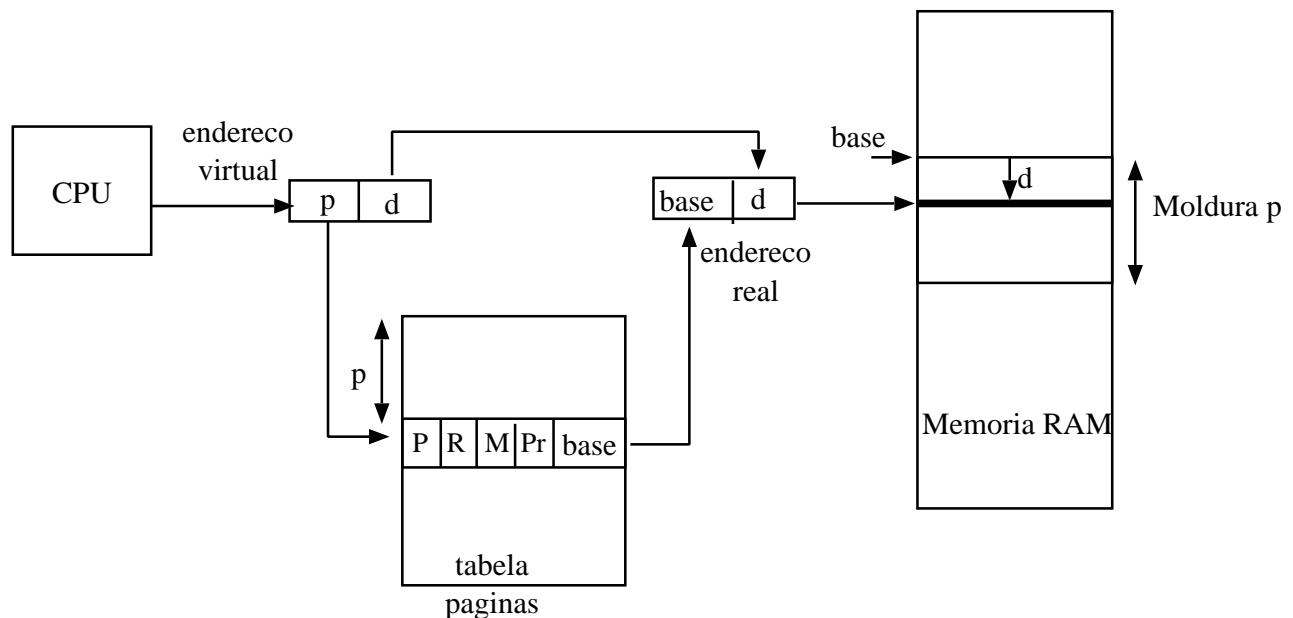 CPU
endereco
virtual
p d
base d
endereco
real
base
d
Moldura p
p
P R M Pr base
tabela
paginas
Memoria RAM